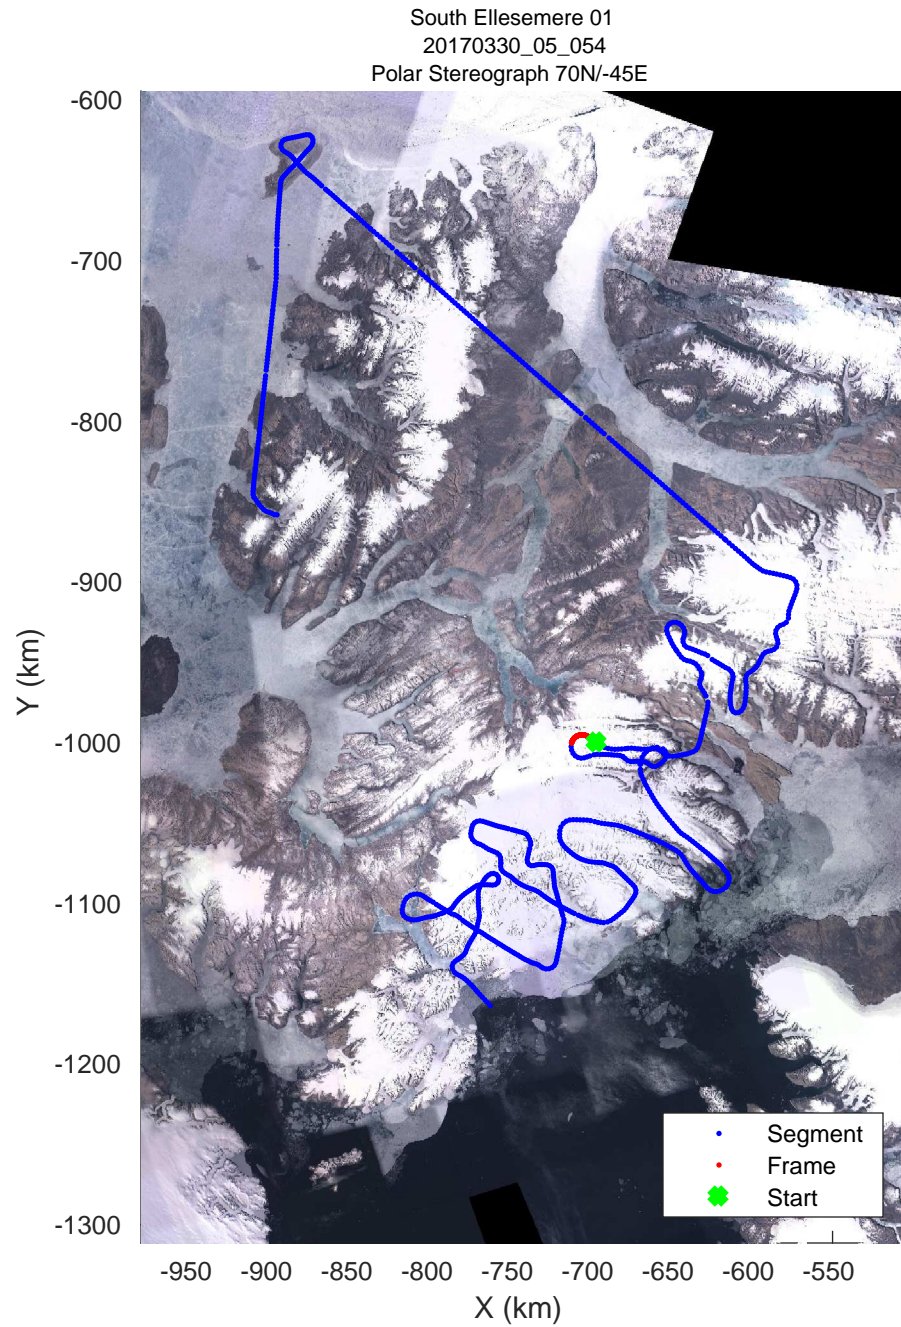 South Ellesemere 01
20170330_05_054
Polar Stereograph 70N/-45E
-600
-700
-800
-900
-1000
-1100
-1200
-1300
Y (km)
Segment
Frame
Start
-950 -900 -850 -800 -750 -700 -650 -600 -550
X (km)